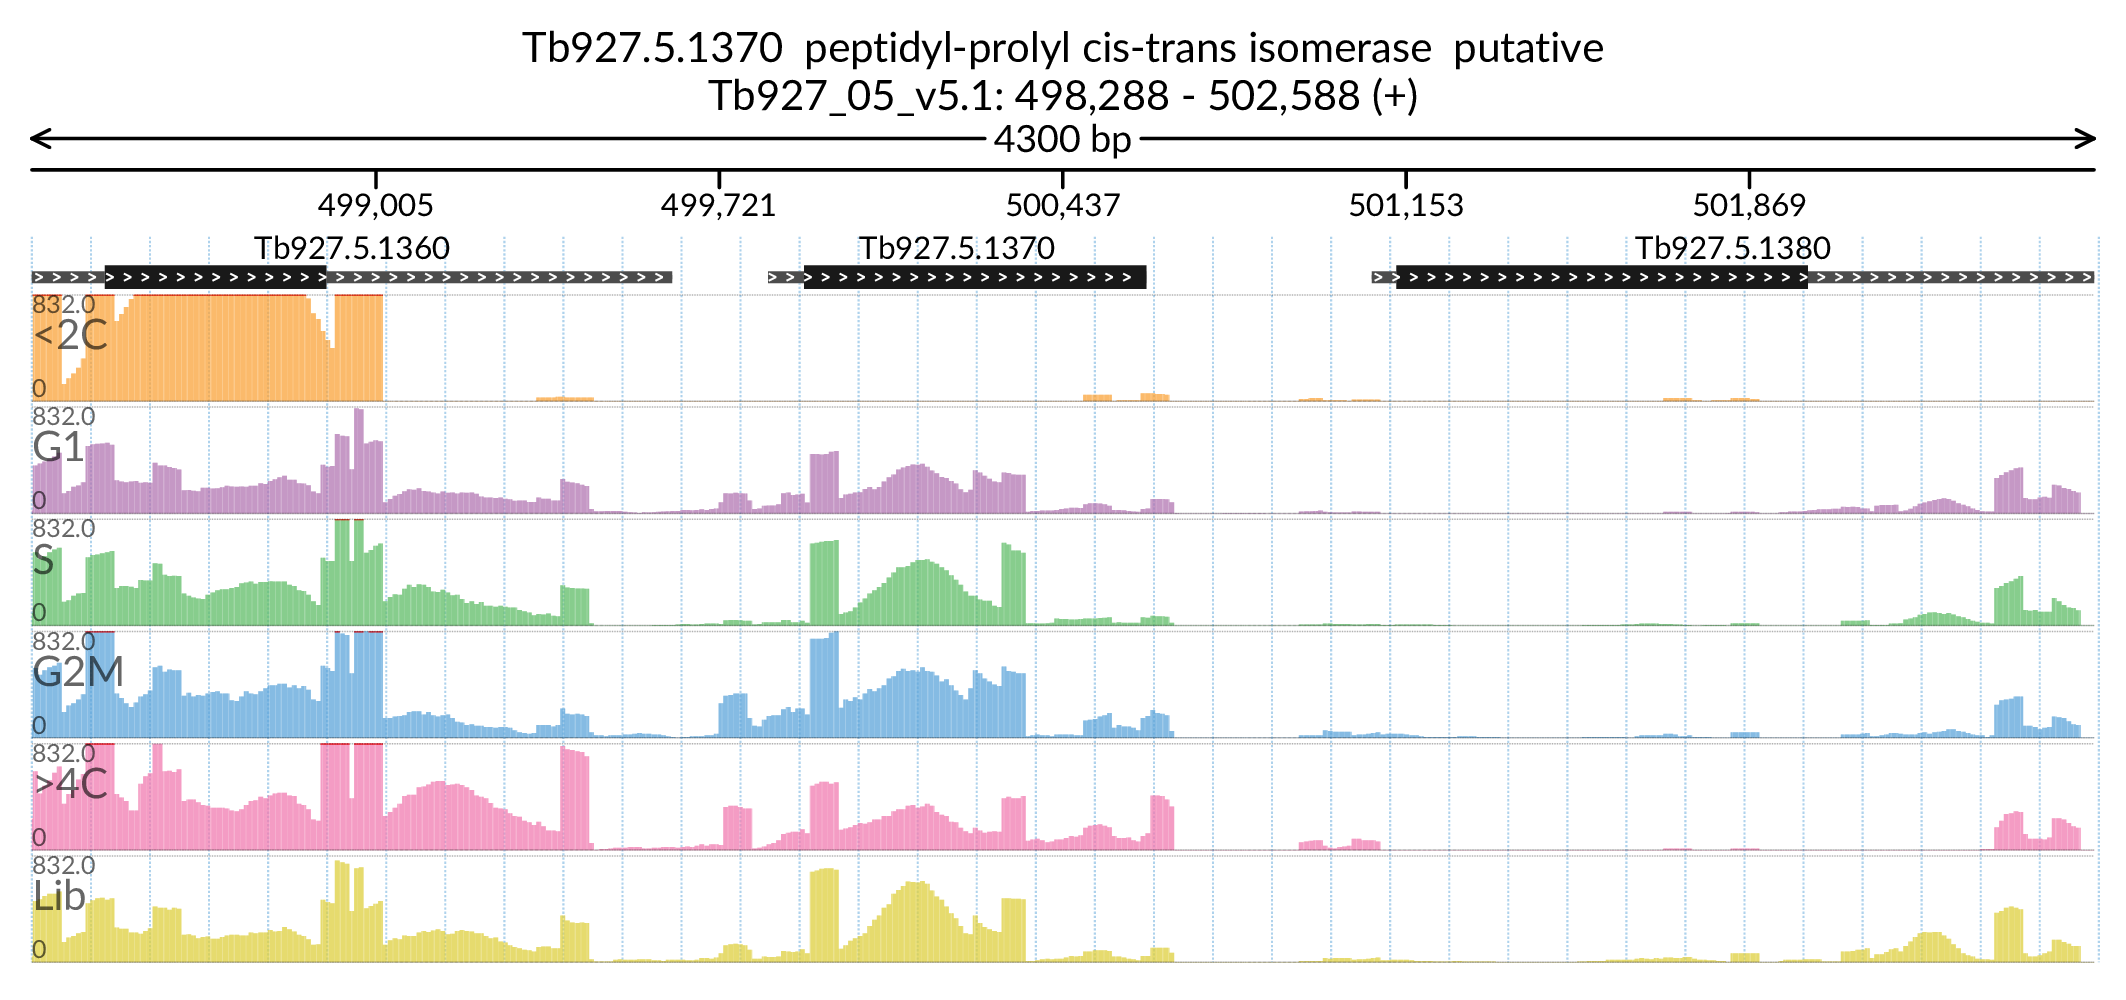 Tb927.5.1370  peptidyl-prolyl cis-trans isomerase  putative
Tb927_05_v5.1: 498,288 - 502,588 (+)
4300 bp
499,005 499,721 500,437 501,153 501,869
Tb927.5.1360 Tb927.5.1370 Tb927.5.1380
832.0
<2C
0
832.0
G1
0
832.0
S
0
832.0
G2M
0
832.0
>4C
0
832.0
Lib
0